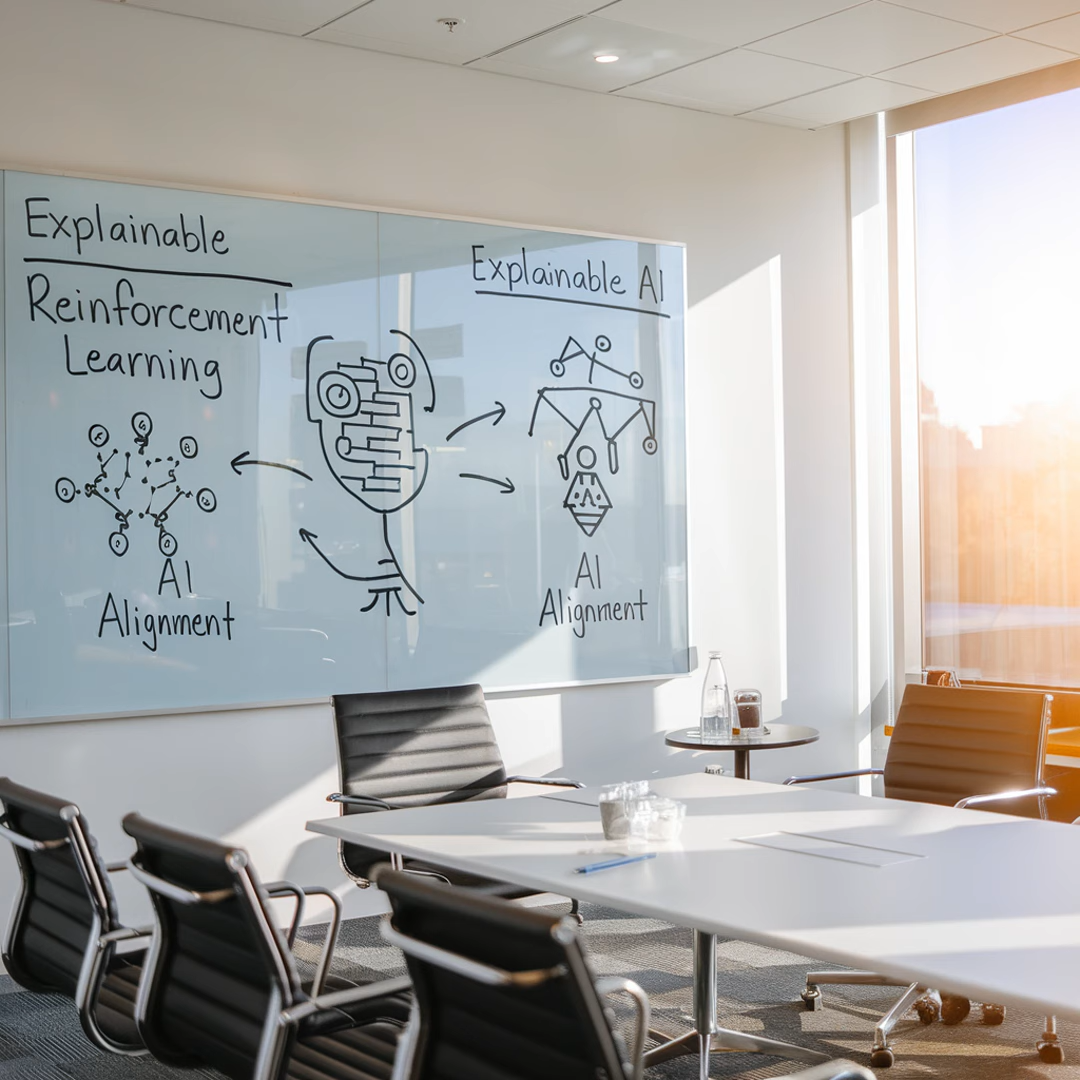 Explainable
Reinforcement
Learning
AI
Alignment
Explainable AI
AI
Alignment